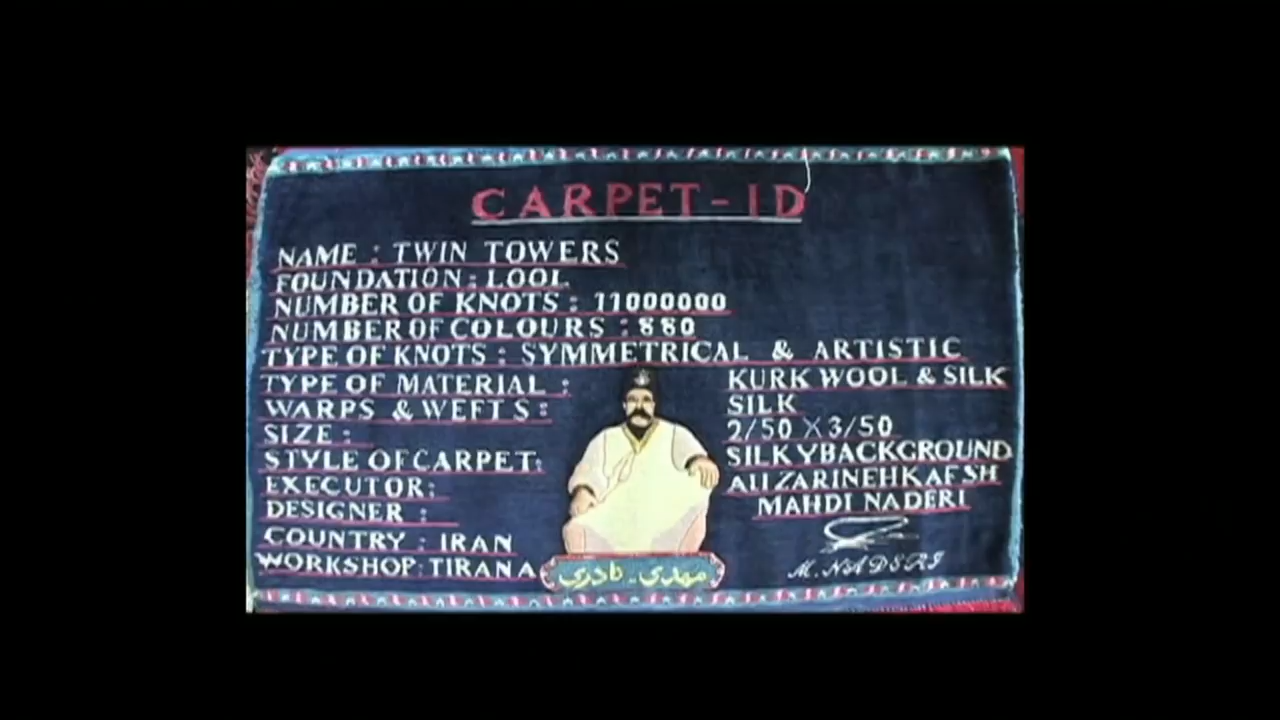 CARPET-ID
NAME : TWIN TOWERS
FOUNDATION : LOOL
NUMBER OF KNOTS : 11000000
NUMBER OF COLOURS : 880
TYPE OF KNOTS : SYMMETRICAL & ARTISTIC
TYPE OF MATERIAL : KURK WOOL & SILK
WARPS & WEFTS : SILK
SIZE : 2/50 X 3/50
STYLE OF CARPET: SILKYBACKGROUND
EXECUTOR: ALI ZARINEHKAFSH
DESIGNER : MAHDI NADERI
COUNTRY : IRAN
WORKSHOP: TIRANA
M. NADERI
مهدی - نادری